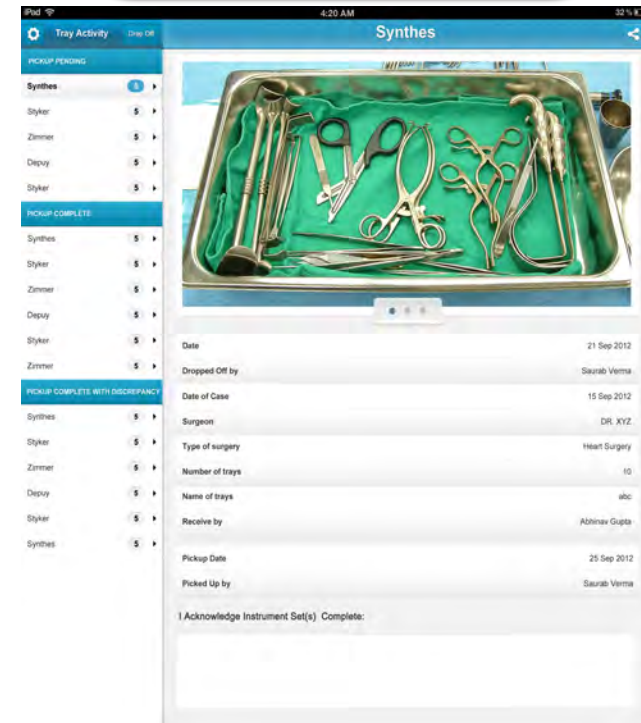 iPod 4:20 AM 32 %
Tray Activity Drop Off
Synthes
PICKUP PENDING
Synthes 5
Styker 5
Zimmer 5
Depuy 5
Styker 5
PICKUP COMPLETE
Synthes 5
Styker 5
Zimmer 5
Depuy 5
Styker 5
Zimmer 5
PICKUP COMPLETE WITH DISCREPANCY
Synthes 5
Styker 5
Zimmer 5
Depuy 5
Styker 5
Synthes 5
Date 21 Sep 2012
Dropped Off by Saurab Verma
Date of Case 15 Sep 2012
Surgeon DR. XYZ
Type of surgery Heart Surgery
Number of trays 10
Name of trays abc
Receive by Abhinav Gupta
Pickup Date 25 Sep 2012
Picked Up by Saurab Verma
I Acknowledge Instrument Set(s) Complete: